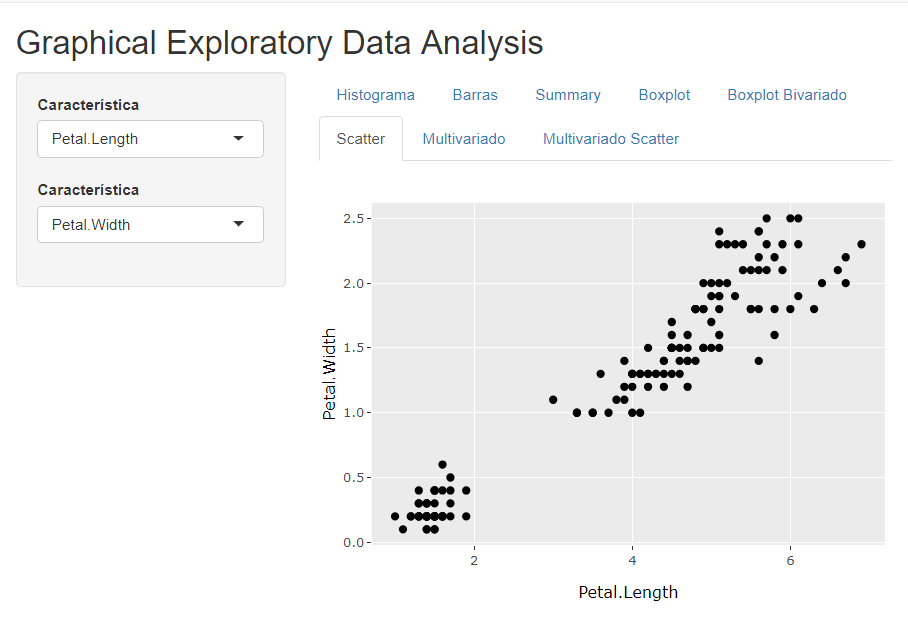 Graphical Exploratory Data Analysis
Característica
Petal.Length
Característica
Petal.Width
Histograma Barras Summary Boxplot Boxplot Bivariado
Scatter Multivariado Multivariado Scatter
Petal.Width
2.5
2.0
1.5
1.0
0.5
0.0
2 4 6
Petal.Length